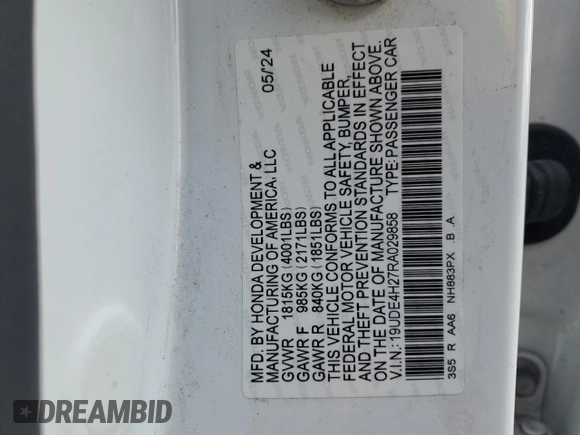 MFD. BY HONDA DEVELOPMENT & 05/24
MANUFACTURING OF AMERICA, LLC
GVWR 1815KG (4001LBS)
GAWR F 985KG (2171LBS)
GAWR R 840KG (1851LBS)
THIS VEHICLE CONFORMS TO ALL APPLICABLE
FEDERAL MOTOR VEHICLE SAFETY, BUMPER,
AND THEFT PREVENTION STANDARDS IN EFFECT
ON THE DATE OF MANUFACTURE SHOWN ABOVE.
V.I.N.: 19UDE4H27RA029858 TYPE: PASSENGER CAR
3S5 R AA6 NH883PX .B .A
DREAMBID